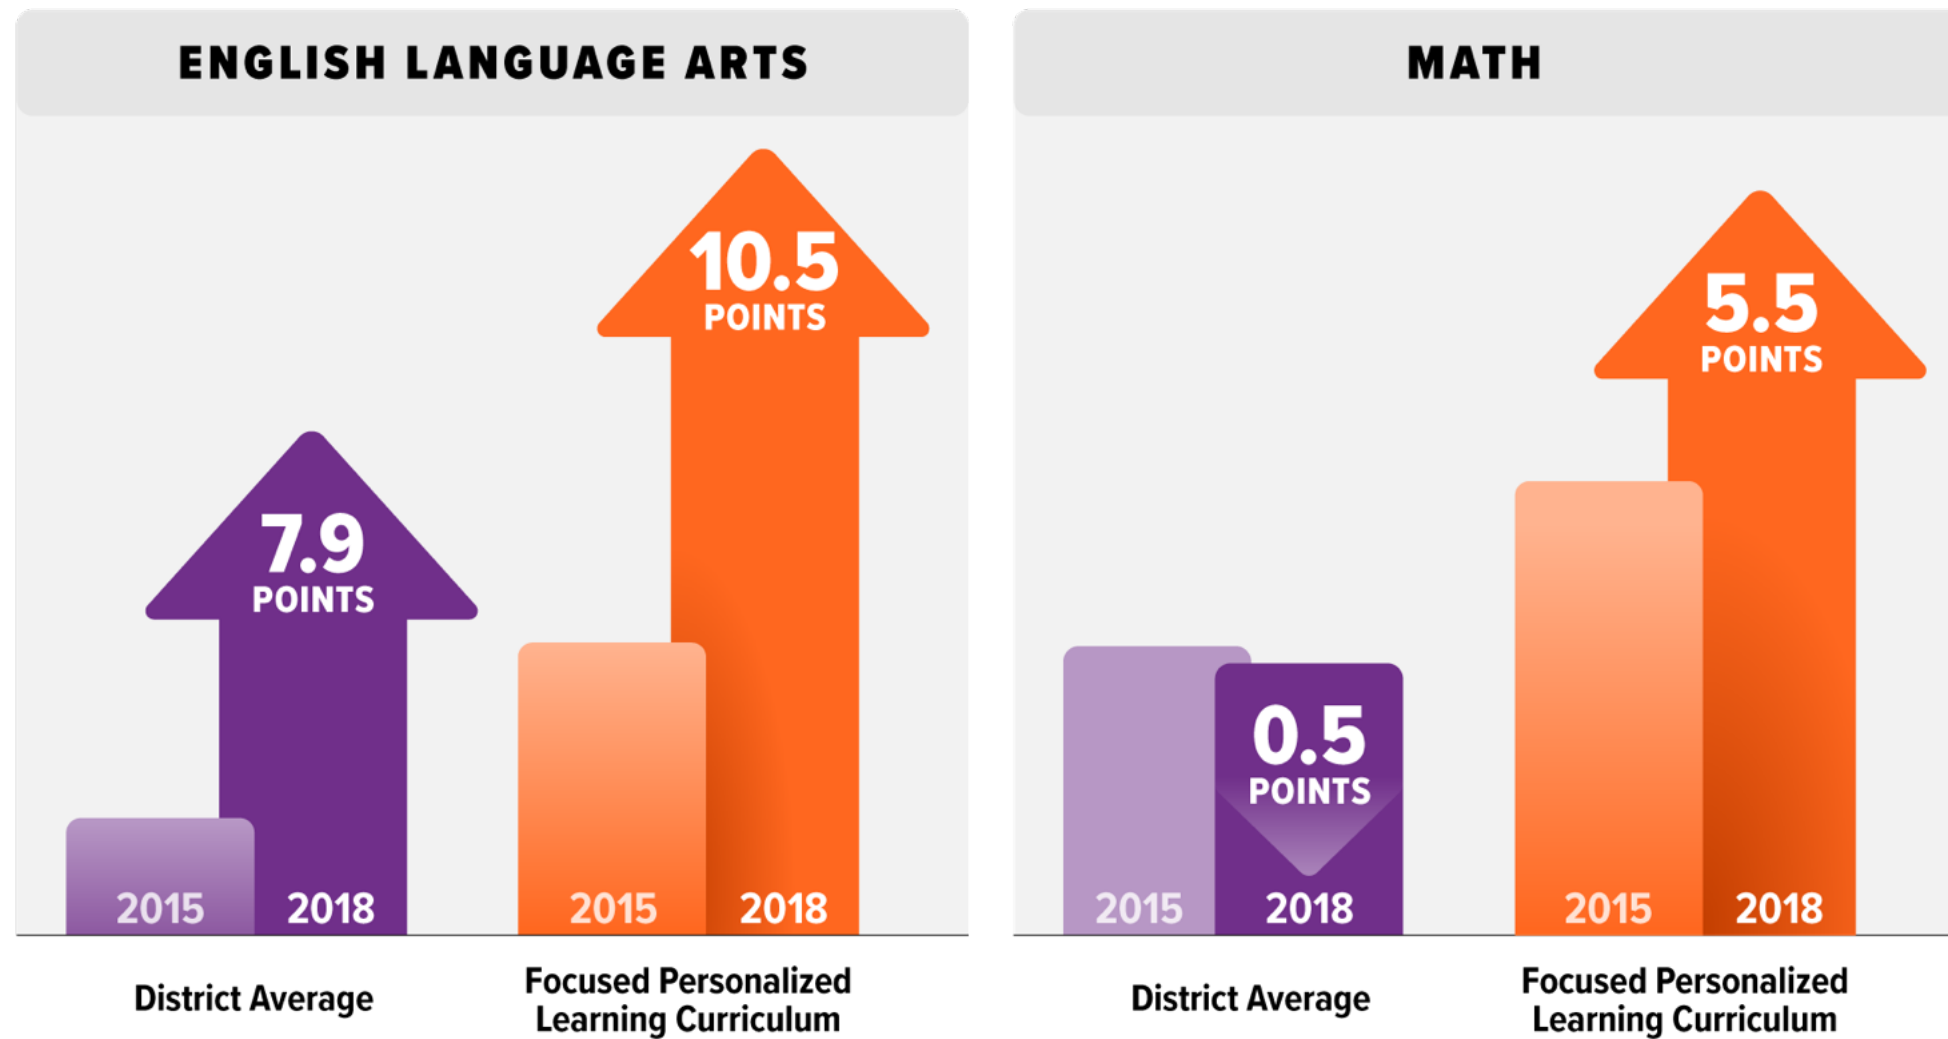 ENGLISH LANGUAGE ARTS
7.9
POINTS
2015
2018
District Average
10.5
POINTS
2015
2018
Focused Personalized
Learning Curriculum
MATH
0.5
POINTS
2015
2018
District Average
5.5
POINTS
2015
2018
Focused Personalized
Learning Curriculum